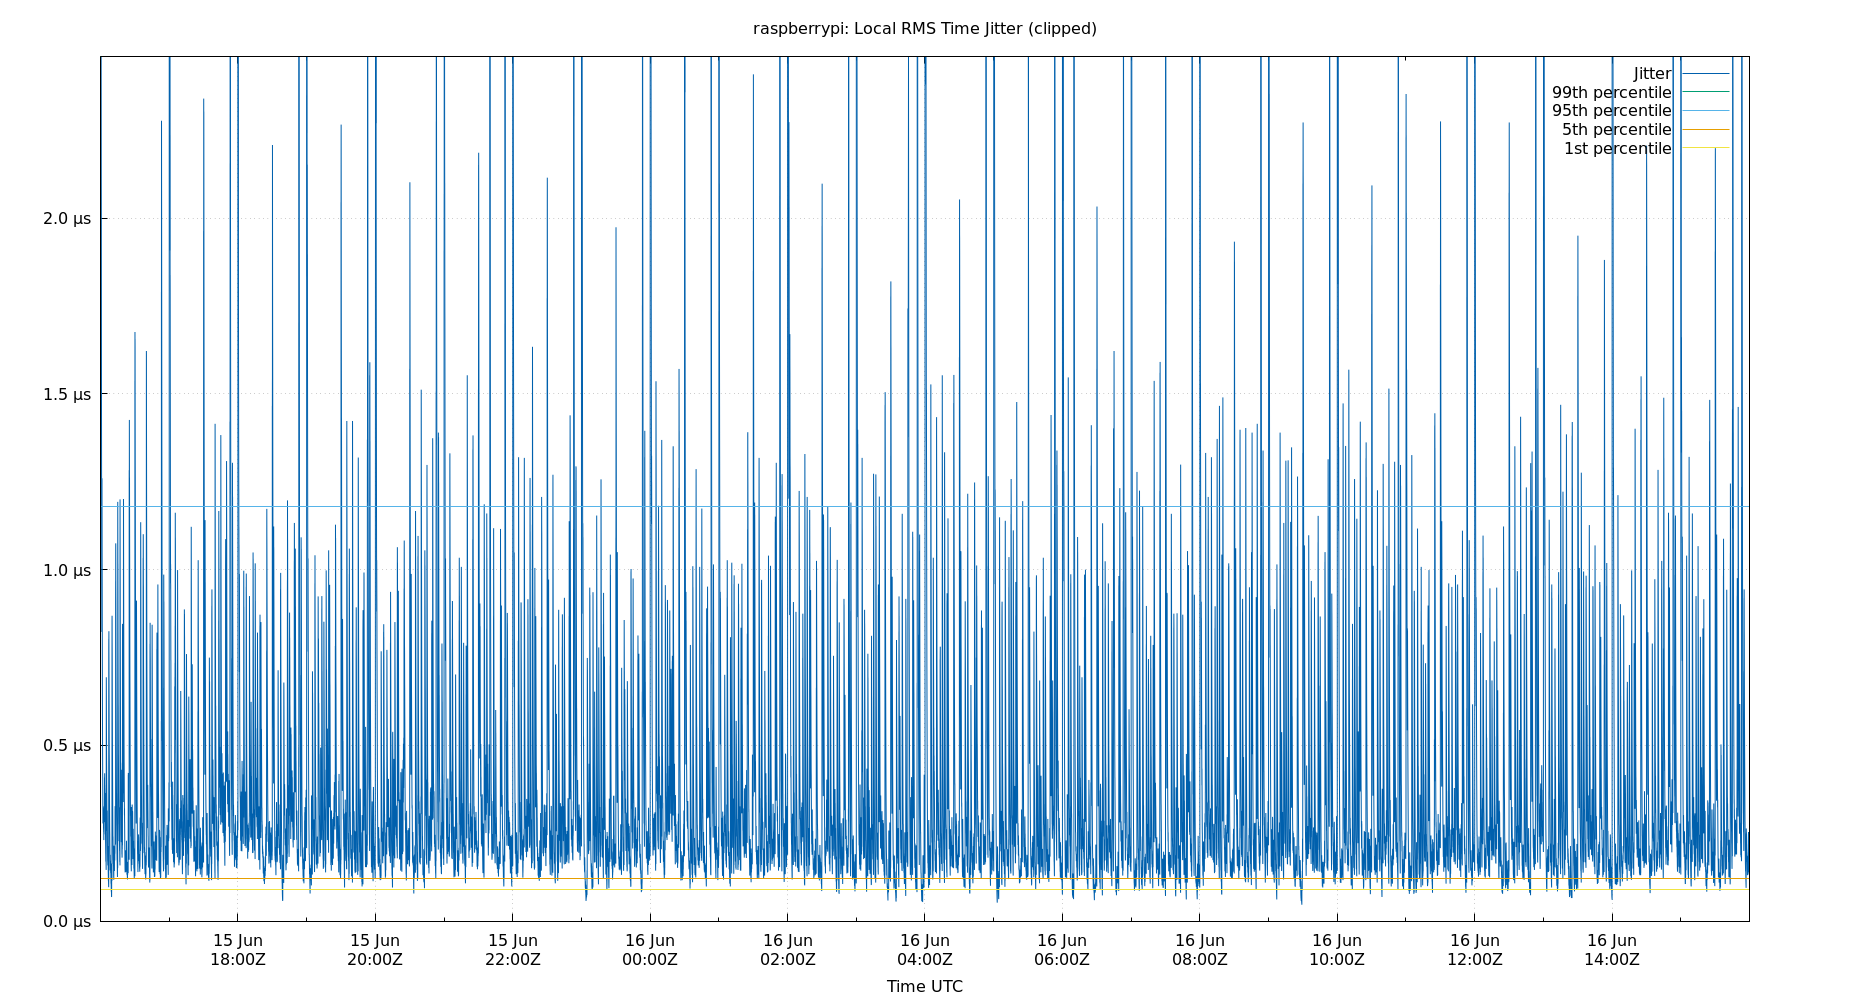 raspberrypi: Local RMS Time Jitter (clipped)
Jitter
99th percentile
95th percentile
5th percentile
1st percentile
2.0 µs
1.5 µs
1.0 µs
0.5 µs
0.0 µs
15 Jun 15 Jun 15 Jun 16 Jun 16 Jun 16 Jun 16 Jun 16 Jun 16 Jun 16 Jun 16 Jun
18:00Z 20:00Z 22:00Z 00:00Z 02:00Z 04:00Z 06:00Z 08:00Z 10:00Z 12:00Z 14:00Z
Time UTC